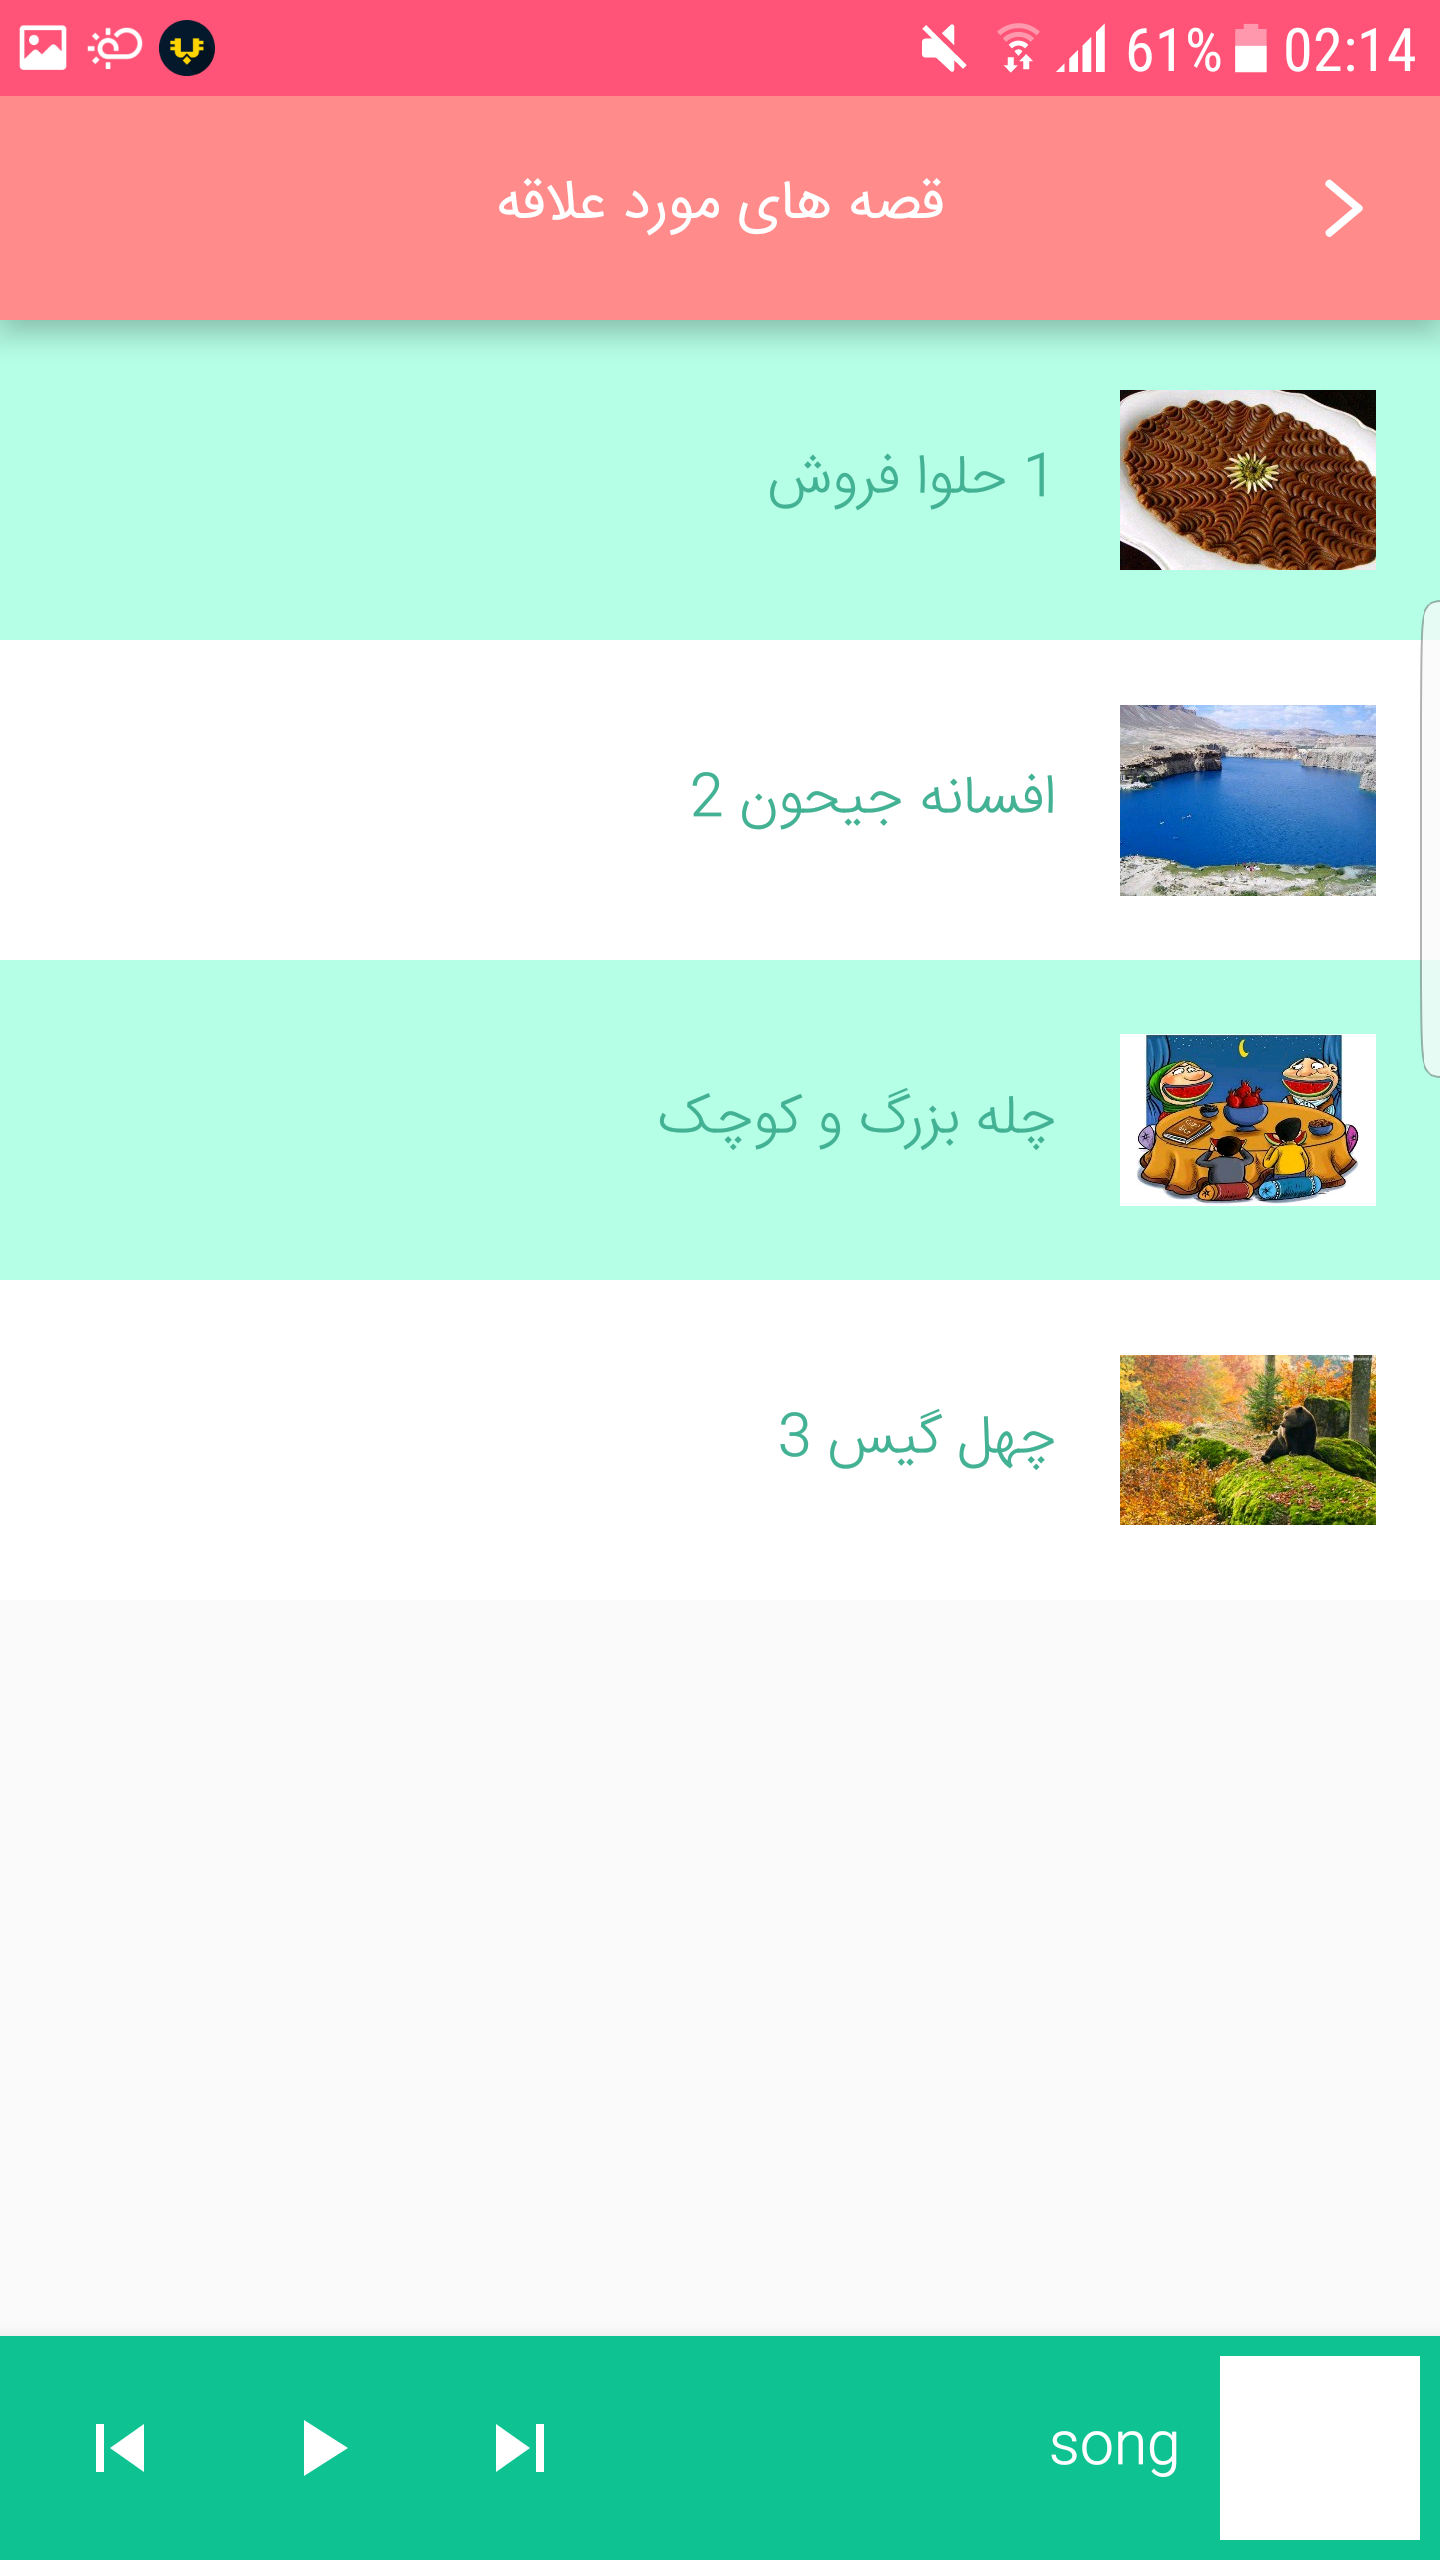 61% 02:14
قصه های مورد علاقه
1 حلوا فروش
افسانه جیحون 2
چله بزرگ و کوچک
چهل گیس 3
song